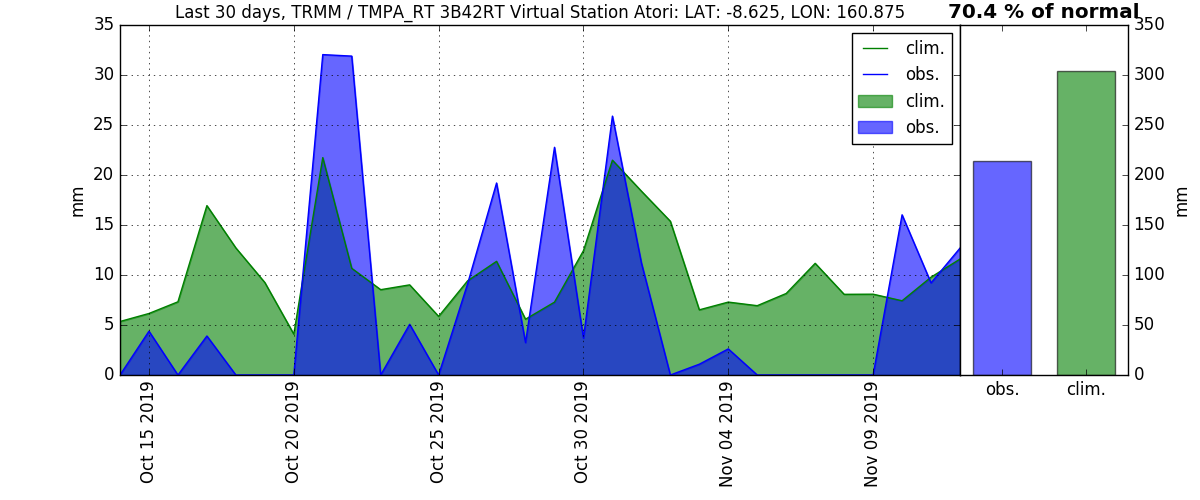 Last 30 days, TRMM / TMPA_RT 3B42RT Virtual Station Atori: LAT: -8.625, LON: 160.875
70.4 % of normal
35
30
25
20
15
10
5
0
mm
clim.
obs.
clim.
obs.
350
300
250
200
150
100
50
0
mm
Oct 15 2019
Oct 20 2019
Oct 25 2019
Oct 30 2019
Nov 04 2019
Nov 09 2019
obs.
clim.